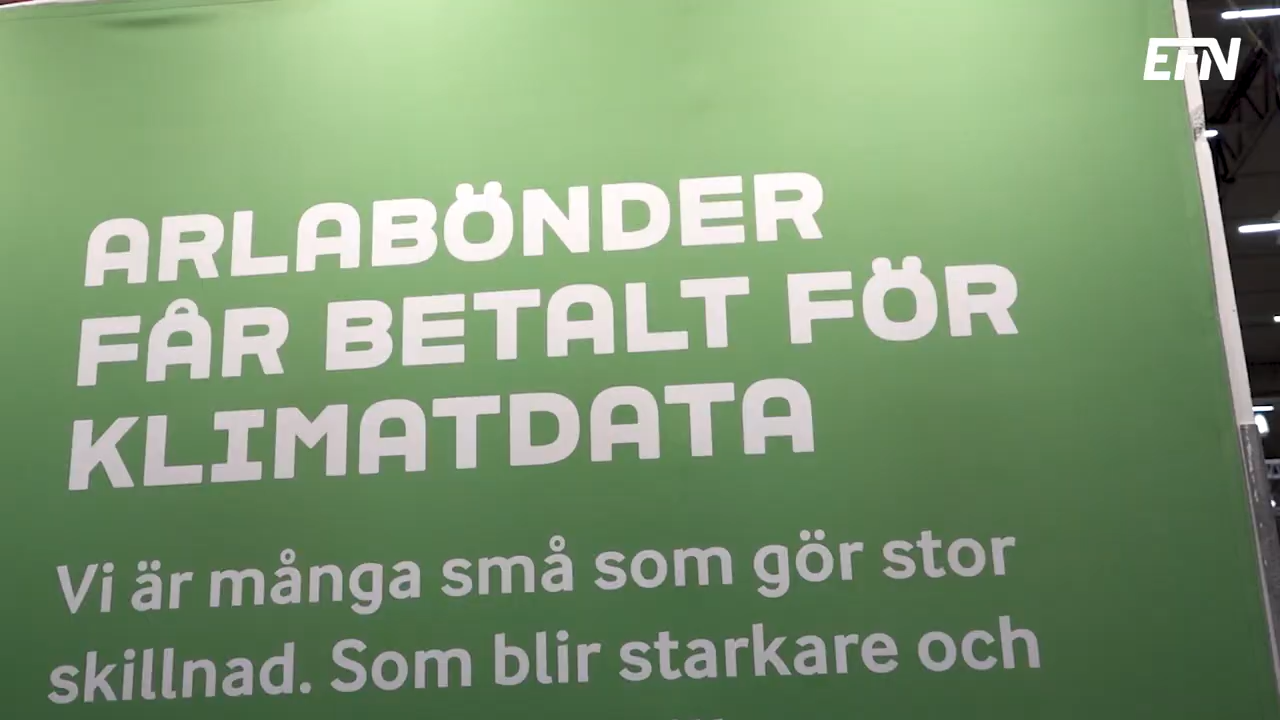 EFN
ARLABÖNDER
FÅR BETALT FÖR
KLIMATDATA
Vi är många små som gör stor
skillnad. Som blir starkare och